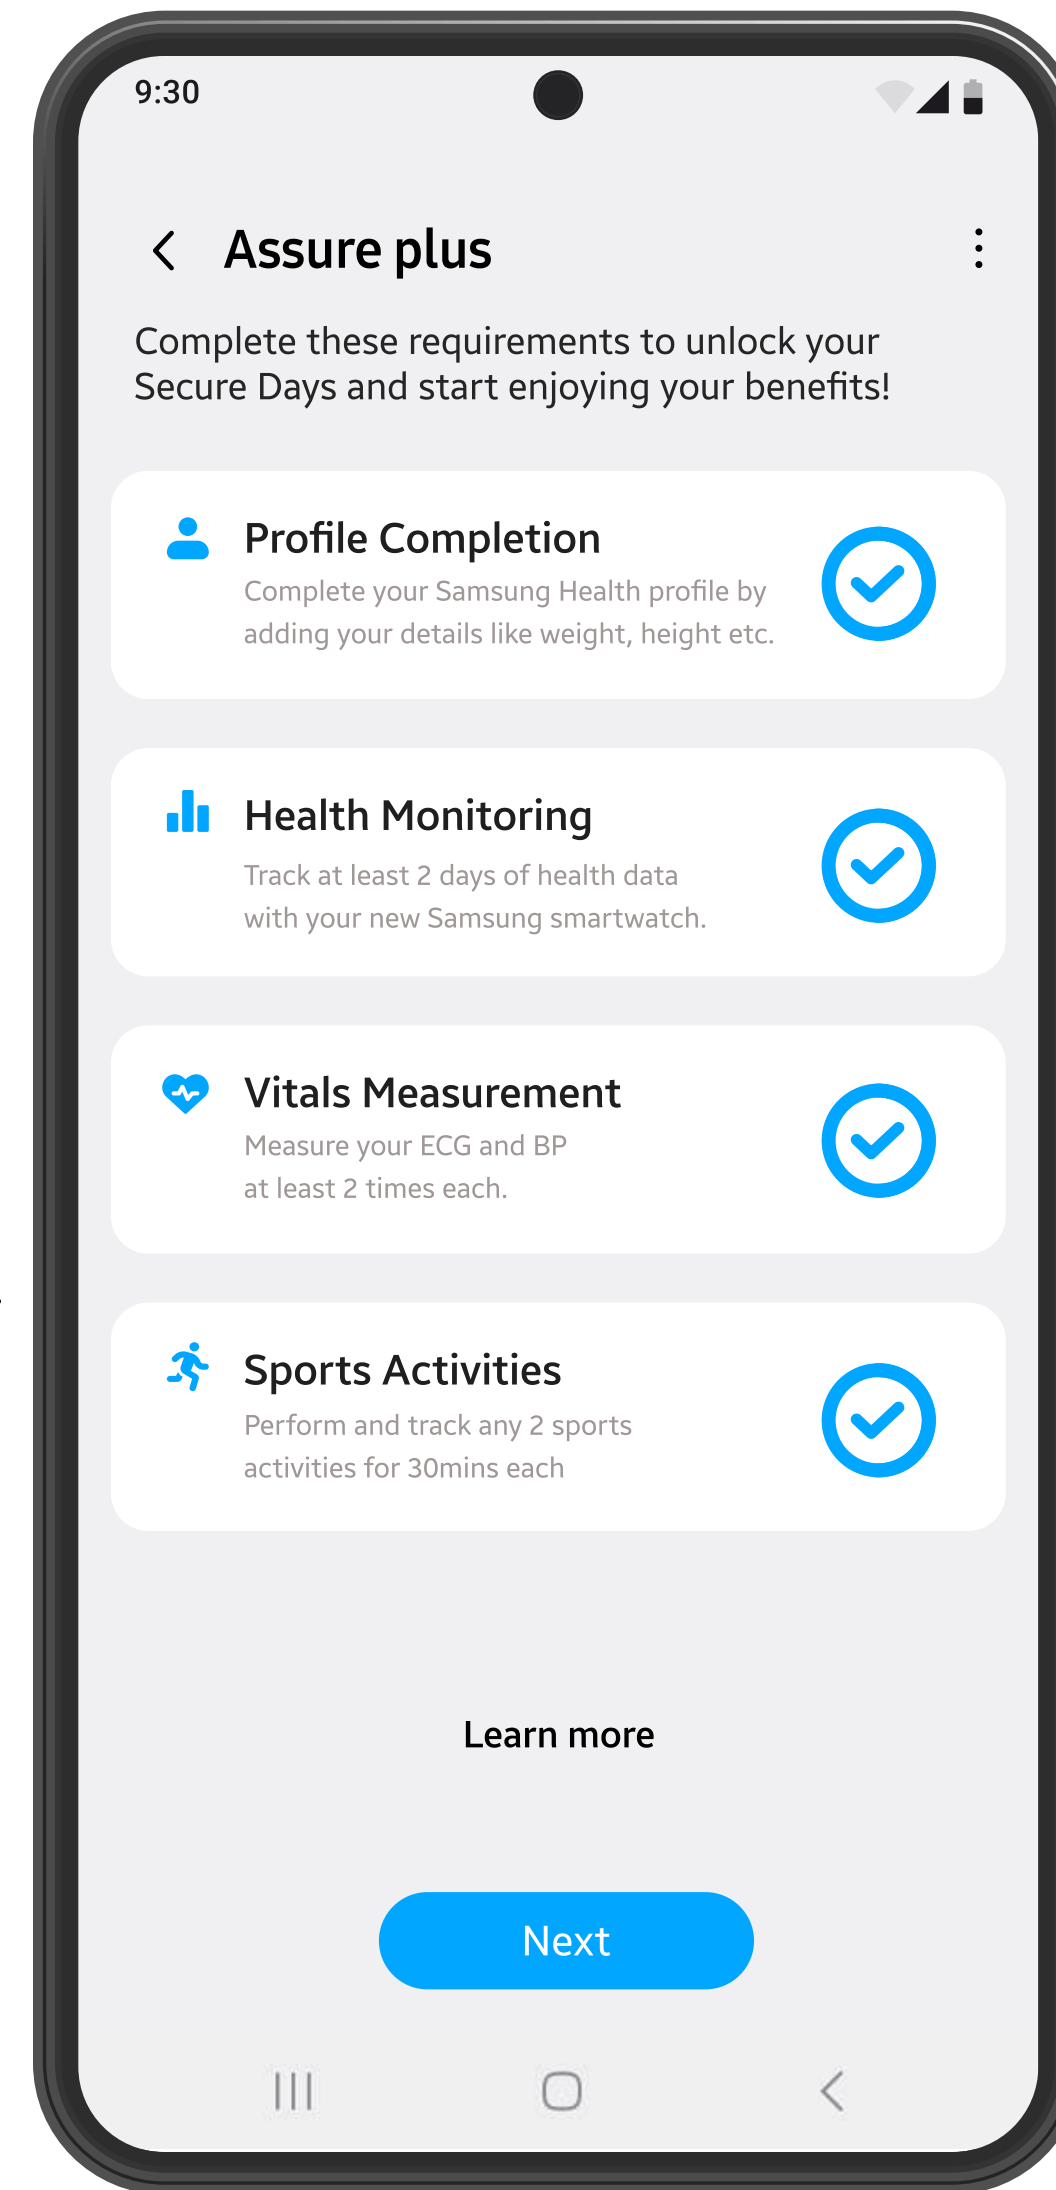 9:30
Assure plus
Complete these requirements to unlock your
Secure Days and start enjoying your benefits!
Profile Completion
Complete your Samsung Health profile by
adding your details like weight, height etc.
Health Monitoring
Track at least 2 days of health data
with your new Samsung smartwatch.
Vitals Measurement
Measure your ECG and BP
at least 2 times each.
Sports Activities
Perform and track any 2 sports
activities for 30mins each
Learn more
Next